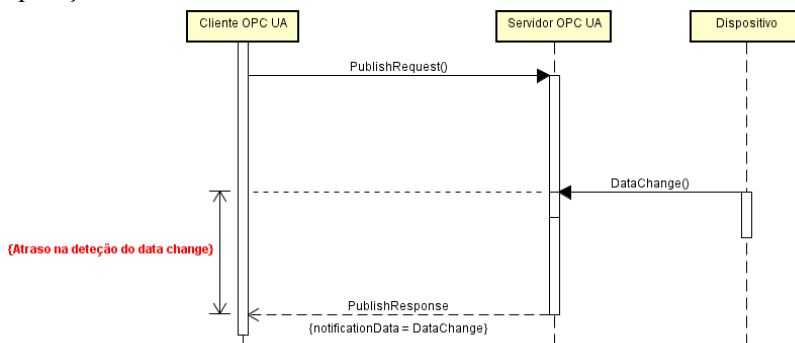 Cliente OPC UA
Servidor OPC UA
Dispositivo
PublishRequest()
DataChange()
{Atraso na deteção do data change}
PublishResponse
{notificationData = DataChange}